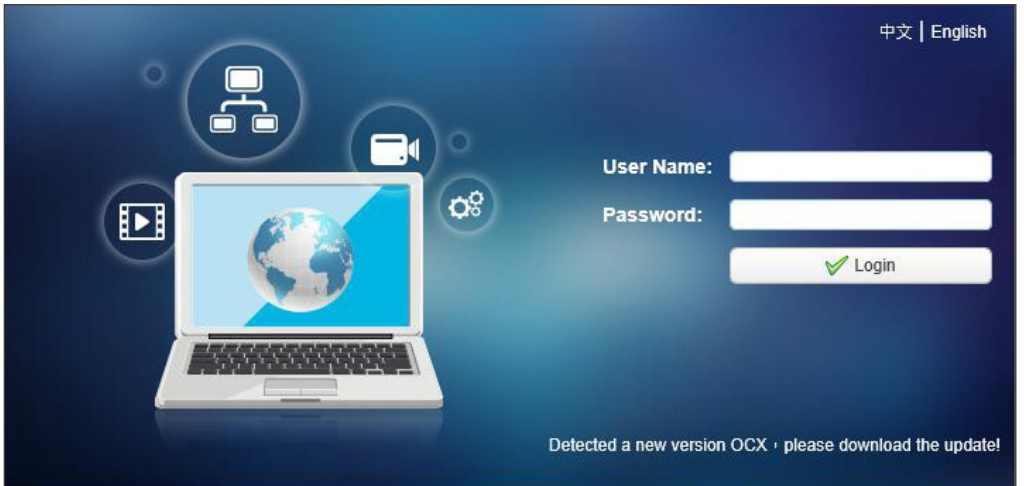 中文 | English
User Name:
Password:
Login
Detected a new version OCX，please download the update!